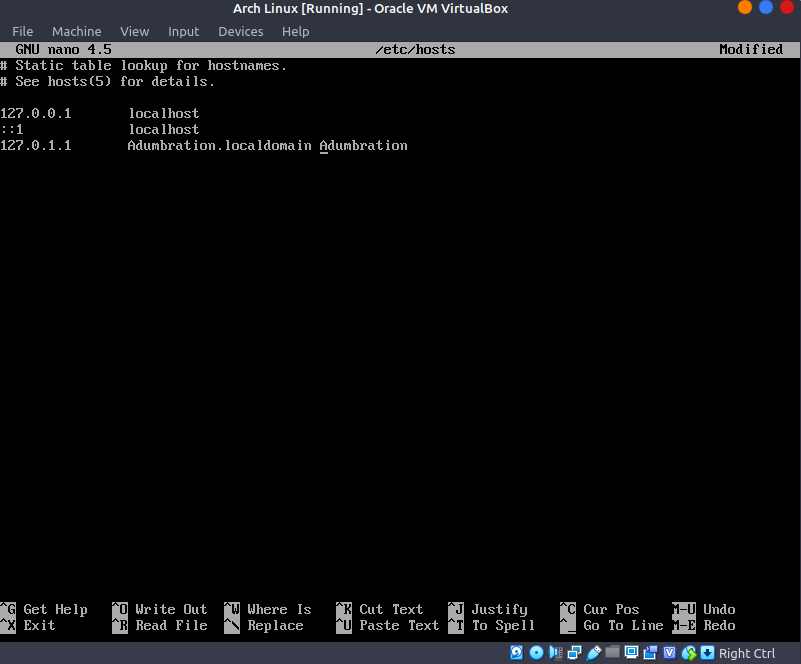 Arch Linux [Running] - Oracle VM VirtualBox
File Machine View Input Devices Help
GNU nano 4.5 /etc/hosts Modified
# Static table lookup for hostnames.
# See hosts(5) for details.
127.0.0.1 localhost
::1 localhost
127.0.1.1 Adumbration.localdomain Adumbration
^G Get Help ^O Write Out ^W Where Is ^K Cut Text ^J Justify ^C Cur Pos M-U Undo
^X Exit ^R Read File ^\ Replace ^U Paste Text ^T To Spell ^_ Go To Line M-E Redo
Right Ctrl